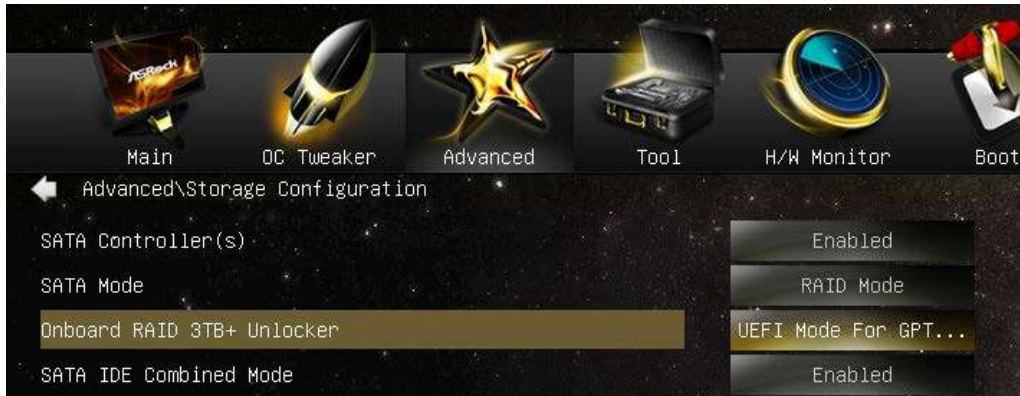 ASRock
Main OC Tweaker Advanced Tool H/W Monitor Boot
Advanced\Storage Configuration
SATA Controller(s) Enabled
SATA Mode RAID Mode
Onboard RAID 3TB+ Unlocker UEFI Mode For GPT...
SATA IDE Combined Mode Enabled